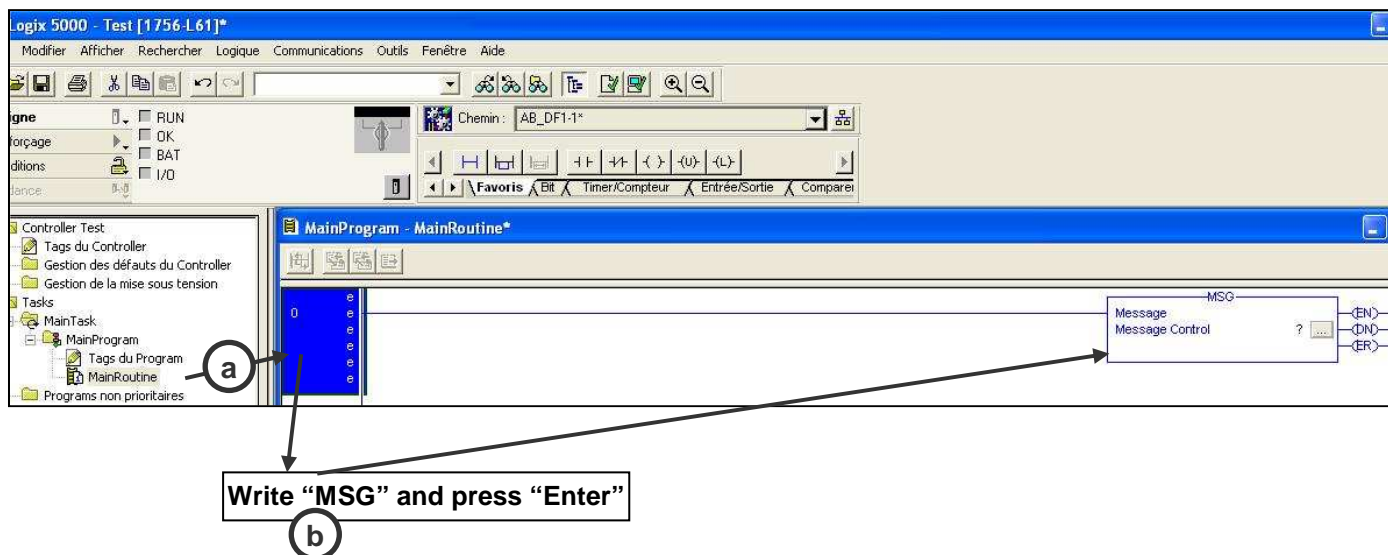 Logix 5000 - Test [1756-L61]*
Modifier Afficher Rechercher Logique Communications Outils Fenêtre Aide
igne
RUN
forçage
OK
ditions
BAT
I/O
Chemin : AB_DF1-1*
Favoris Bit Timer/Compteur Entrée/Sortie Comparer
Controller Test
Tags du Controller
Gestion des défauts du Controller
Gestion de la mise sous tension
Tasks
MainTask
MainProgram
Tags du Program
MainRoutine
Programs non prioritaires
MainProgram - MainRoutine*
0
e
e
e
e
e
e
MSG
Message
Message Control ? ...
(EN)
(DN)
(ER)
a
Write “MSG” and press “Enter”
b